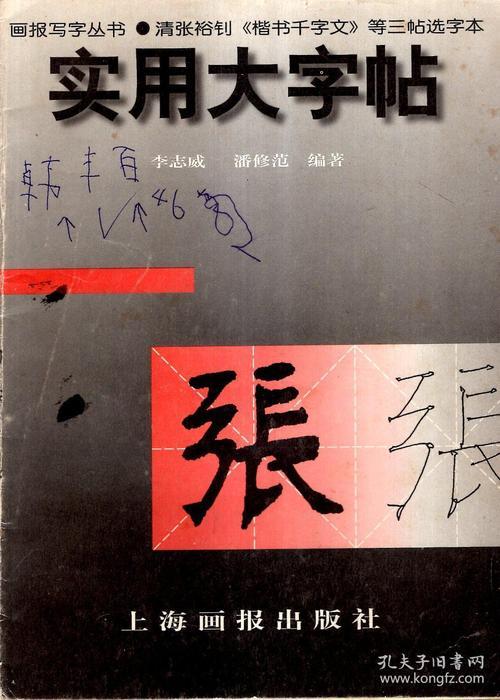 画报写字丛书 ● 清张裕钊《楷书千字文》等三帖选字本
实用大字帖
李志威 潘修范 编著
張 張
上海画报出版社
孔夫子旧书网
www.kongfz.com